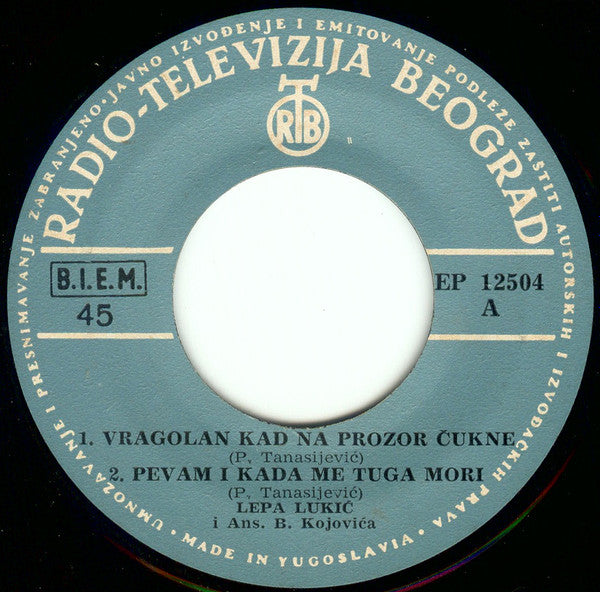 UMNOŽAVANJE I PRESNIMAVANJE ZABRANJENO · JAVNO IZVOĐENJE I EMITOVANJE PODLEŽE ZAŠTITI AUTORSKIH I IZVOĐAČKIH PRAVA ·
RADIO-TELEVIZIJA BEOGRAD
RTB
B.I.E.M.
45
EP 12504
A
1. VRAGOLAN KAD NA PROZOR ČUKNE
(P. Tanasijević)
2. PEVAM I KADA ME TUGA MORI
(P. Tanasijević)
LEPA LUKIĆ
i Ans. B. Kojovića
MADE IN YUGOSLAVIA ·